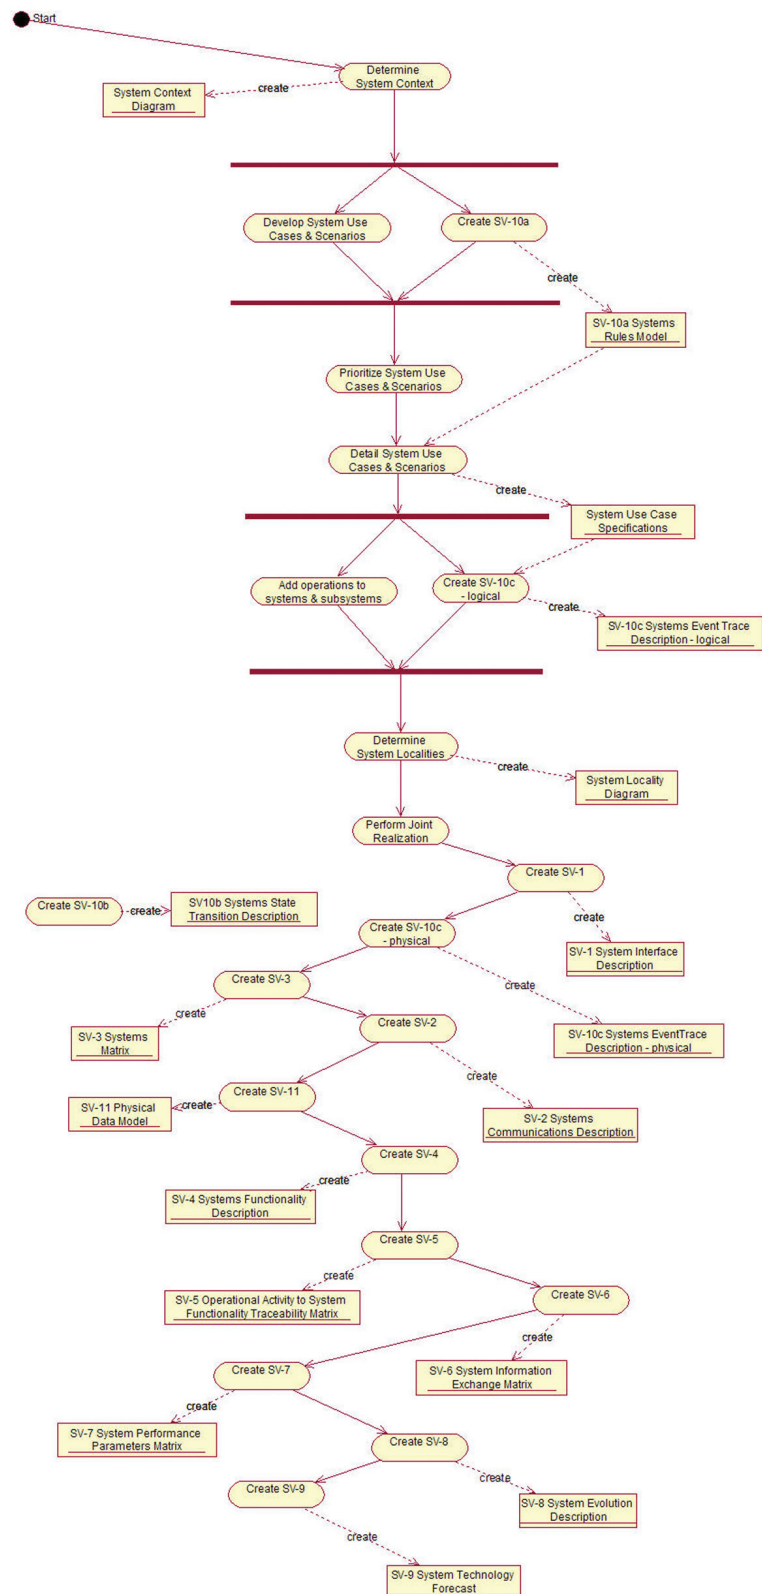 Start
Determine
System Context
create
System Context
Diagram
Develop System Use
Cases & Scenarios
Create SV-10a
create
SV-10a Systems
Rules Model
Prioritize System Use
Cases & Scenarios
Detail System Use
Cases & Scenarios
create
System Use Case
Specifications
Add operations to
systems & subsystems
Create SV-10c
- logical
create
SV-10c Systems Event Trace
Description - logical
Determine
System Localities
create
System Locality
Diagram
Perform Joint
Realization
Create SV-1
create
SV-1 System Interface
Description
Create SV-10b
create
SV10b Systems State
Transition Description
Create SV-10c
- physical
create
SV-10c Systems EventTrace
Description - physical
Create SV-3
create
SV-3 Systems
Matrix
Create SV-2
create
SV-2 Systems
Communications Description
Create SV-11
create
SV-11 Physical
Data Model
Create SV-4
create
SV-4 Systems Functionality
Description
Create SV-5
create
SV-5 Operational Activity to System
Functionality Traceability Matrix
Create SV-6
create
SV-6 System Information
Exchange Matrix
Create SV-7
create
SV-7 System Performance
Parameters Matrix
Create SV-8
create
SV-8 System Evolution
Description
Create SV-9
create
SV-9 System Technology
Forecast